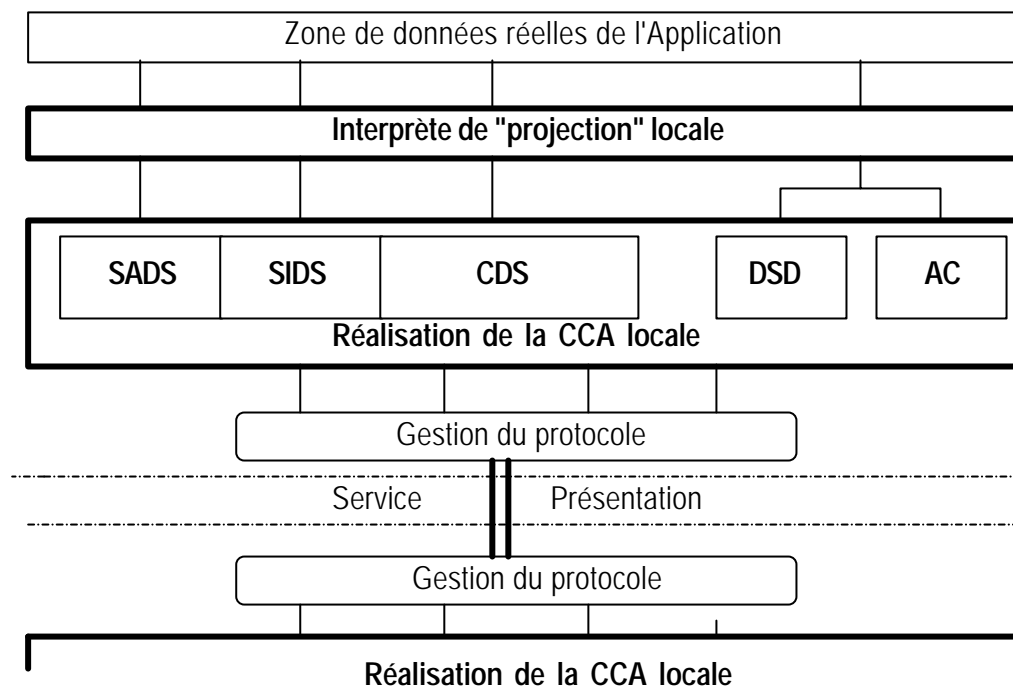 Zone de données réelles de l'Application
Interprète de "projection" locale
SADS SIDS CDS DSD AC
Réalisation de la CCA locale
Gestion du protocole
Service Présentation
Gestion du protocole
Réalisation de la CCA locale